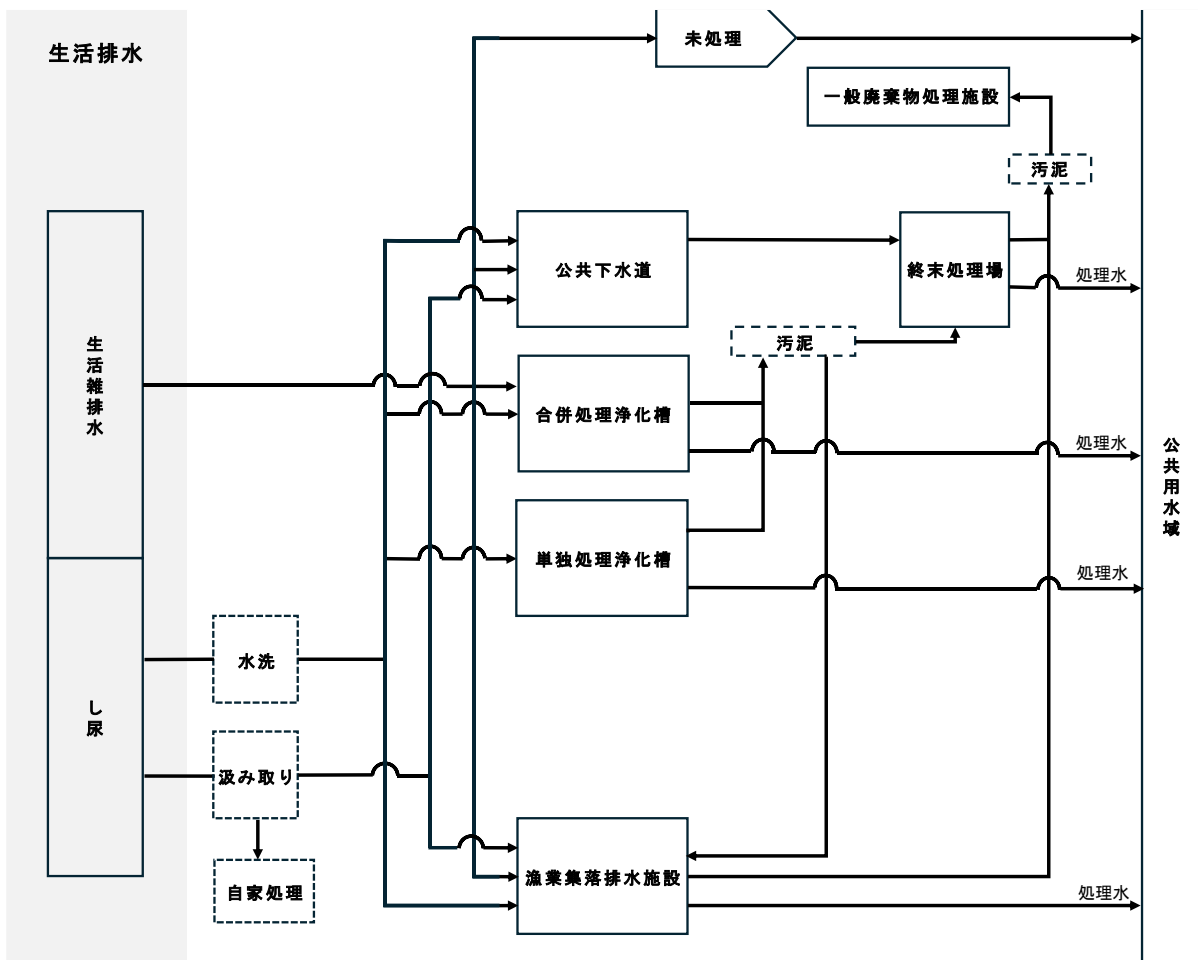 生活排水
未処理
一般廃棄物処理施設
汚泥
公共下水道
終末処理場
処理水
汚泥
生活雑排水
合併処理浄化槽
処理水
公共用水域
単独処理浄化槽
処理水
水洗
し尿
汲み取り
自家処理
漁業集落排水施設
処理水